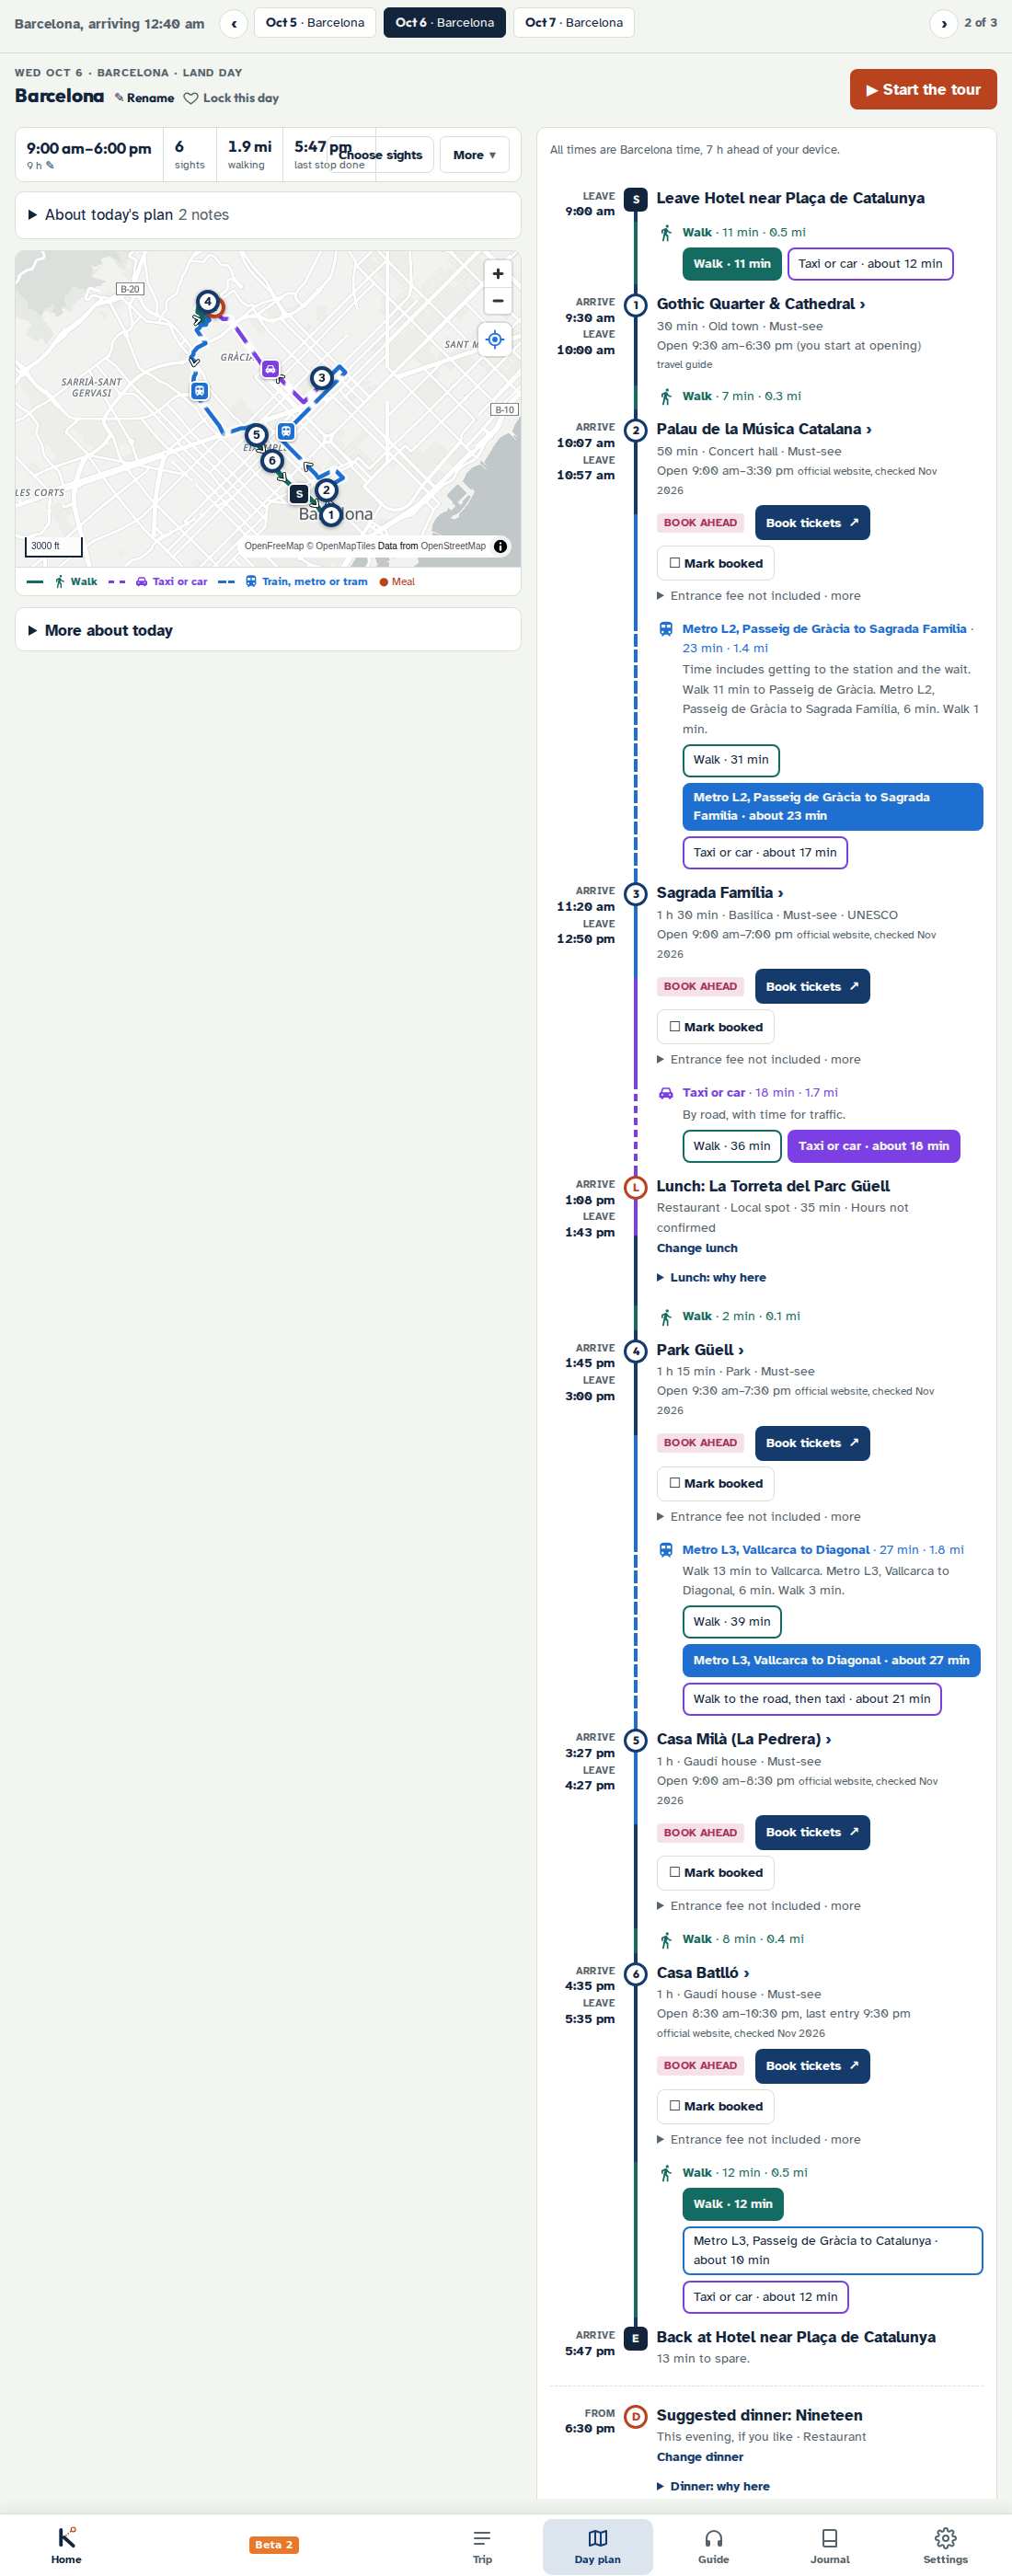 Barcelona, arriving 12:40 am
‹
Oct 5 · Barcelona
Oct 6 · Barcelona
Oct 7 · Barcelona
›
2 of 3
WED OCT 6 · BARCELONA · LAND DAY
Barcelona
✎ Rename
Lock this day
▶ Start the tour
9:00 am–6:00 pm
9 h ✎
6
sights
1.9 mi
walking
5:47 pm
last stop done
Choose sights
More ▾
▶ About today's plan 2 notes
B-20
4
GRÀCIA
SANT M
SARRIÀ-SANT
GERVASI
3
B-10
5
6
LES CORTS
S
2
1
+
−
3000 ft
OpenFreeMap © OpenMapTiles Data from OpenStreetMap
Walk
Taxi or car
Train, metro or tram
Meal
▶ More about today
All times are Barcelona time, 7 h ahead of your device.
LEAVE
9:00 am
S
Leave Hotel near Plaça de Catalunya
Walk · 11 min · 0.5 mi
Walk · 11 min
Taxi or car · about 12 min
ARRIVE
9:30 am
LEAVE
10:00 am
1
Gothic Quarter & Cathedral ›
30 min · Old town · Must-see
Open 9:30 am–6:30 pm (you start at opening)
travel guide
Walk · 7 min · 0.3 mi
ARRIVE
10:07 am
LEAVE
10:57 am
2
Palau de la Música Catalana ›
50 min · Concert hall · Must-see
Open 9:00 am–3:30 pm official website, checked Nov
2026
BOOK AHEAD
Book tickets ↗
☐ Mark booked
▶ Entrance fee not included · more
Metro L2, Passeig de Gràcia to Sagrada Família ·
23 min · 1.4 mi
Time includes getting to the station and the wait.
Walk 11 min to Passeig de Gràcia. Metro L2,
Passeig de Gràcia to Sagrada Família, 6 min. Walk 1
min.
Walk · 31 min
Metro L2, Passeig de Gràcia to Sagrada
Família · about 23 min
Taxi or car · about 17 min
ARRIVE
11:20 am
LEAVE
12:50 pm
3
Sagrada Família ›
1 h 30 min · Basilica · Must-see · UNESCO
Open 9:00 am–7:00 pm official website, checked Nov
2026
BOOK AHEAD
Book tickets ↗
☐ Mark booked
▶ Entrance fee not included · more
Taxi or car · 18 min · 1.7 mi
By road, with time for traffic.
Walk · 36 min
Taxi or car · about 18 min
ARRIVE
1:08 pm
LEAVE
1:43 pm
L
Lunch: La Torreta del Parc Güell
Restaurant · Local spot · 35 min · Hours not
confirmed
Change lunch
▶ Lunch: why here
Walk · 2 min · 0.1 mi
ARRIVE
1:45 pm
LEAVE
3:00 pm
4
Park Güell ›
1 h 15 min · Park · Must-see
Open 9:30 am–7:30 pm official website, checked Nov
2026
BOOK AHEAD
Book tickets ↗
☐ Mark booked
▶ Entrance fee not included · more
Metro L3, Vallcarca to Diagonal · 27 min · 1.8 mi
Walk 13 min to Vallcarca. Metro L3, Vallcarca to
Diagonal, 6 min. Walk 3 min.
Walk · 39 min
Metro L3, Vallcarca to Diagonal · about 27 min
Walk to the road, then taxi · about 21 min
ARRIVE
3:27 pm
LEAVE
4:27 pm
5
Casa Milà (La Pedrera) ›
1 h · Gaudí house · Must-see
Open 9:00 am–8:30 pm official website, checked Nov
2026
BOOK AHEAD
Book tickets ↗
☐ Mark booked
▶ Entrance fee not included · more
Walk · 8 min · 0.4 mi
ARRIVE
4:35 pm
LEAVE
5:35 pm
6
Casa Batlló ›
1 h · Gaudí house · Must-see
Open 8:30 am–10:30 pm, last entry 9:30 pm
official website, checked Nov 2026
BOOK AHEAD
Book tickets ↗
☐ Mark booked
▶ Entrance fee not included · more
Walk · 12 min · 0.5 mi
Walk · 12 min
Metro L3, Passeig de Gràcia to Catalunya ·
about 10 min
Taxi or car · about 12 min
ARRIVE
5:47 pm
E
Back at Hotel near Plaça de Catalunya
13 min to spare.
FROM
6:30 pm
D
Suggested dinner: Nineteen
This evening, if you like · Restaurant
Change dinner
▶ Dinner: why here
Home
Beta 2
Trip
Day plan
Guide
Journal
Settings